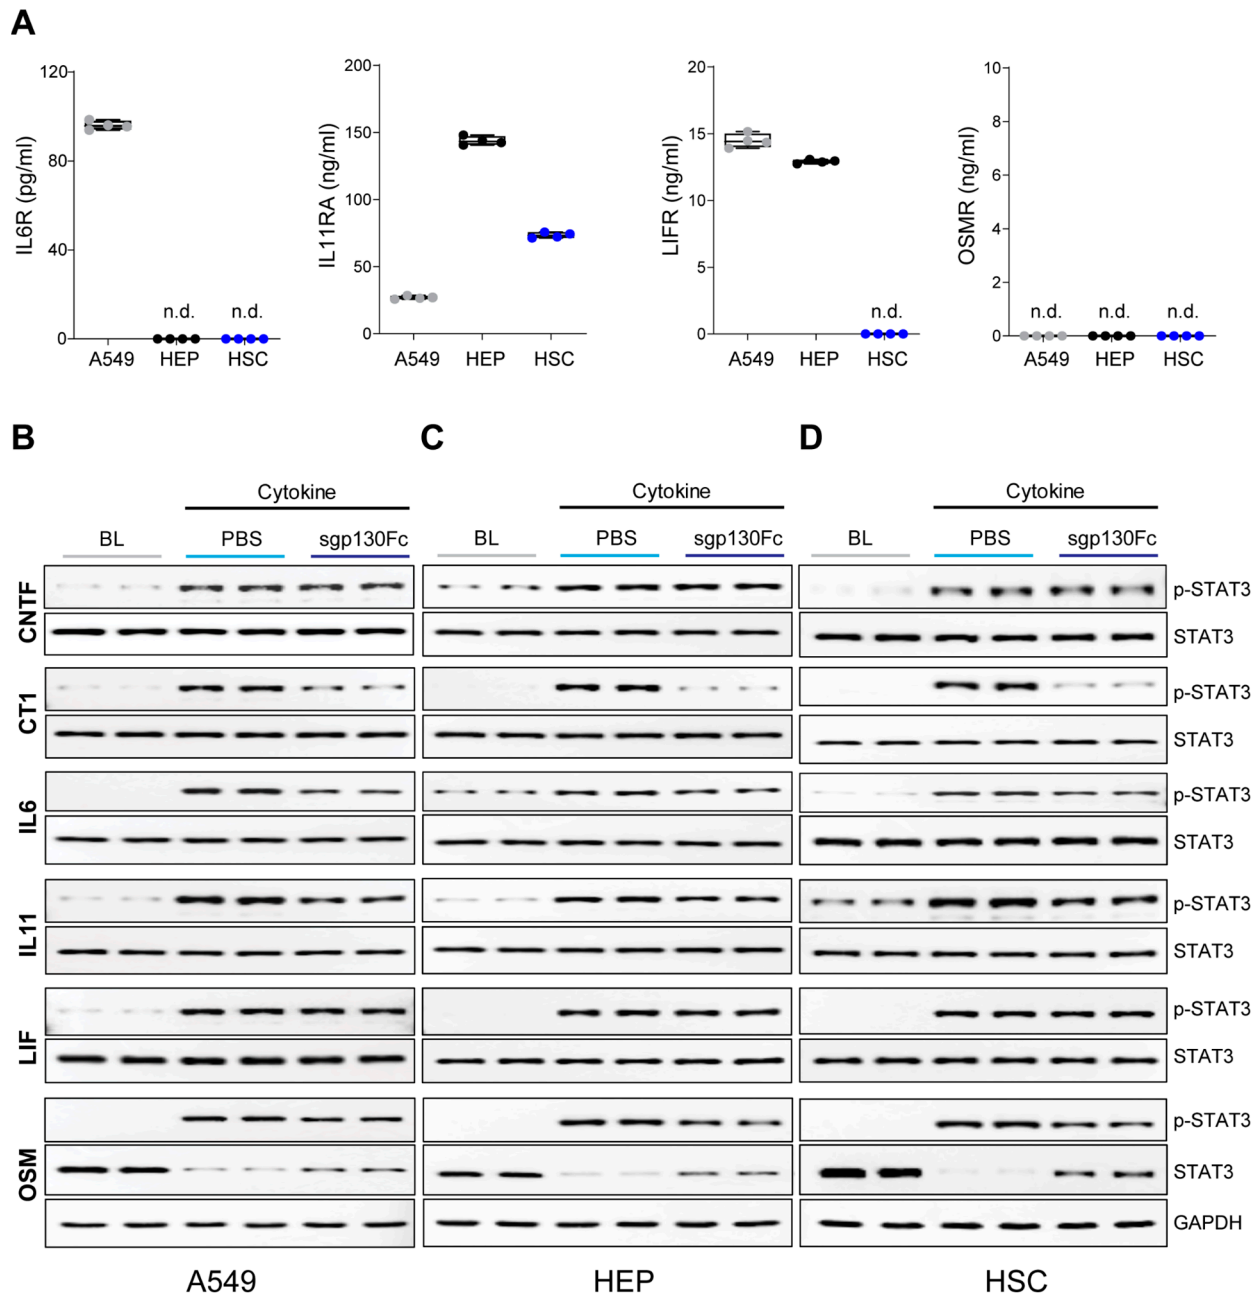 A
IL6R (pg/ml)
120
80
40
0
n.d.
n.d.
A549
HEP
HSC
IL11RA (ng/ml)
200
150
100
50
0
A549
HEP
HSC
LIFR (ng/ml)
20
15
10
5
0
n.d.
A549
HEP
HSC
OSMR (ng/ml)
10
8
6
4
2
0
n.d.
n.d.
n.d.
A549
HEP
HSC
B
C
D
Cytokine
Cytokine
Cytokine
BL
PBS
sgp130Fc
BL
PBS
sgp130Fc
BL
PBS
sgp130Fc
CNTF
p-STAT3
STAT3
CT1
p-STAT3
STAT3
IL6
p-STAT3
STAT3
IL11
p-STAT3
STAT3
LIF
p-STAT3
STAT3
OSM
p-STAT3
STAT3
GAPDH
A549
HEP
HSC